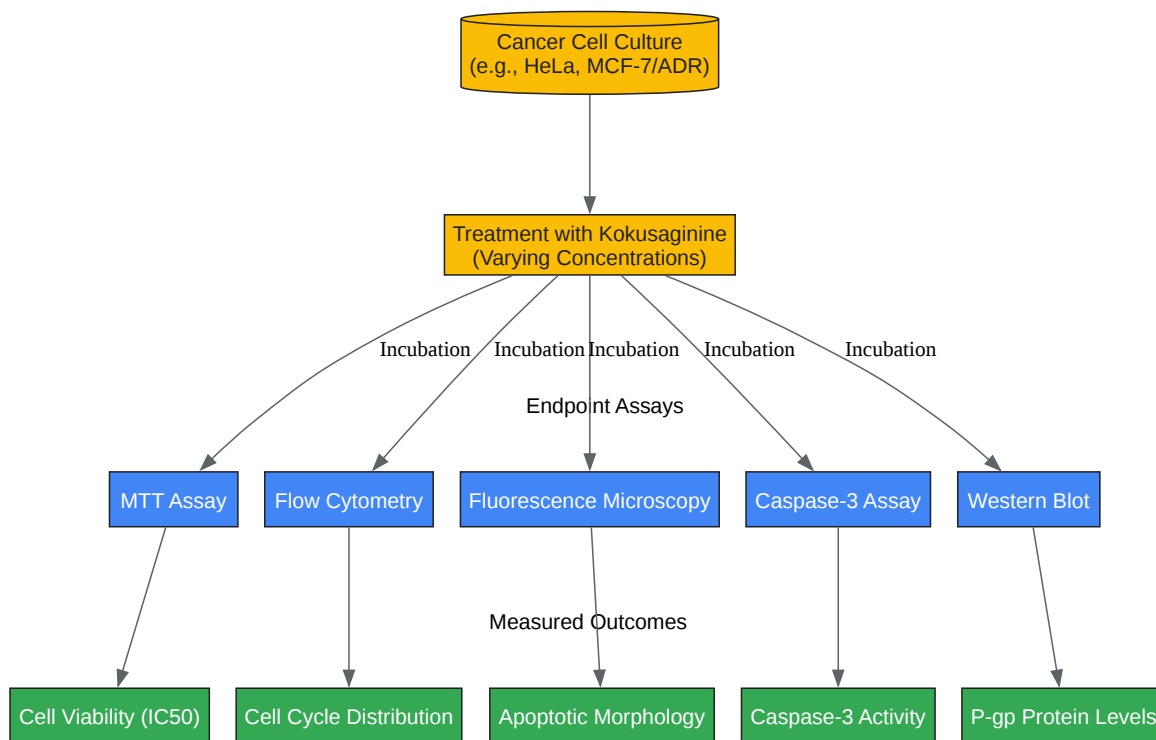 Cancer Cell Culture
(e.g., HeLa, MCF-7/ADR)
Treatment with Kokusaginine
(Varying Concentrations)
Incubation
Incubation
Incubation
Incubation
Incubation
Endpoint Assays
MTT Assay
Flow Cytometry
Fluorescence Microscopy
Caspase-3 Assay
Western Blot
Measured Outcomes
Cell Viability (IC50)
Cell Cycle Distribution
Apoptotic Morphology
Caspase-3 Activity
P-gp Protein Levels